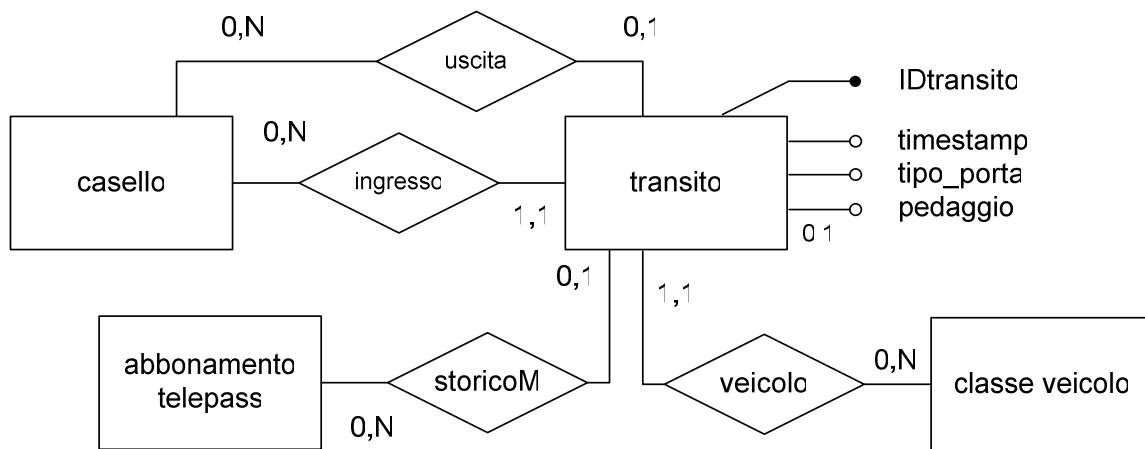 0,N
0,1
uscita
IDtransito
0,N
timestamp
casello
ingresso
transito
tipo_porta
pedaggio
1,1
0 1
0,1
1,1
abbonamento
telepass
storicoM
veicolo
0,N
classe veicolo
0,N